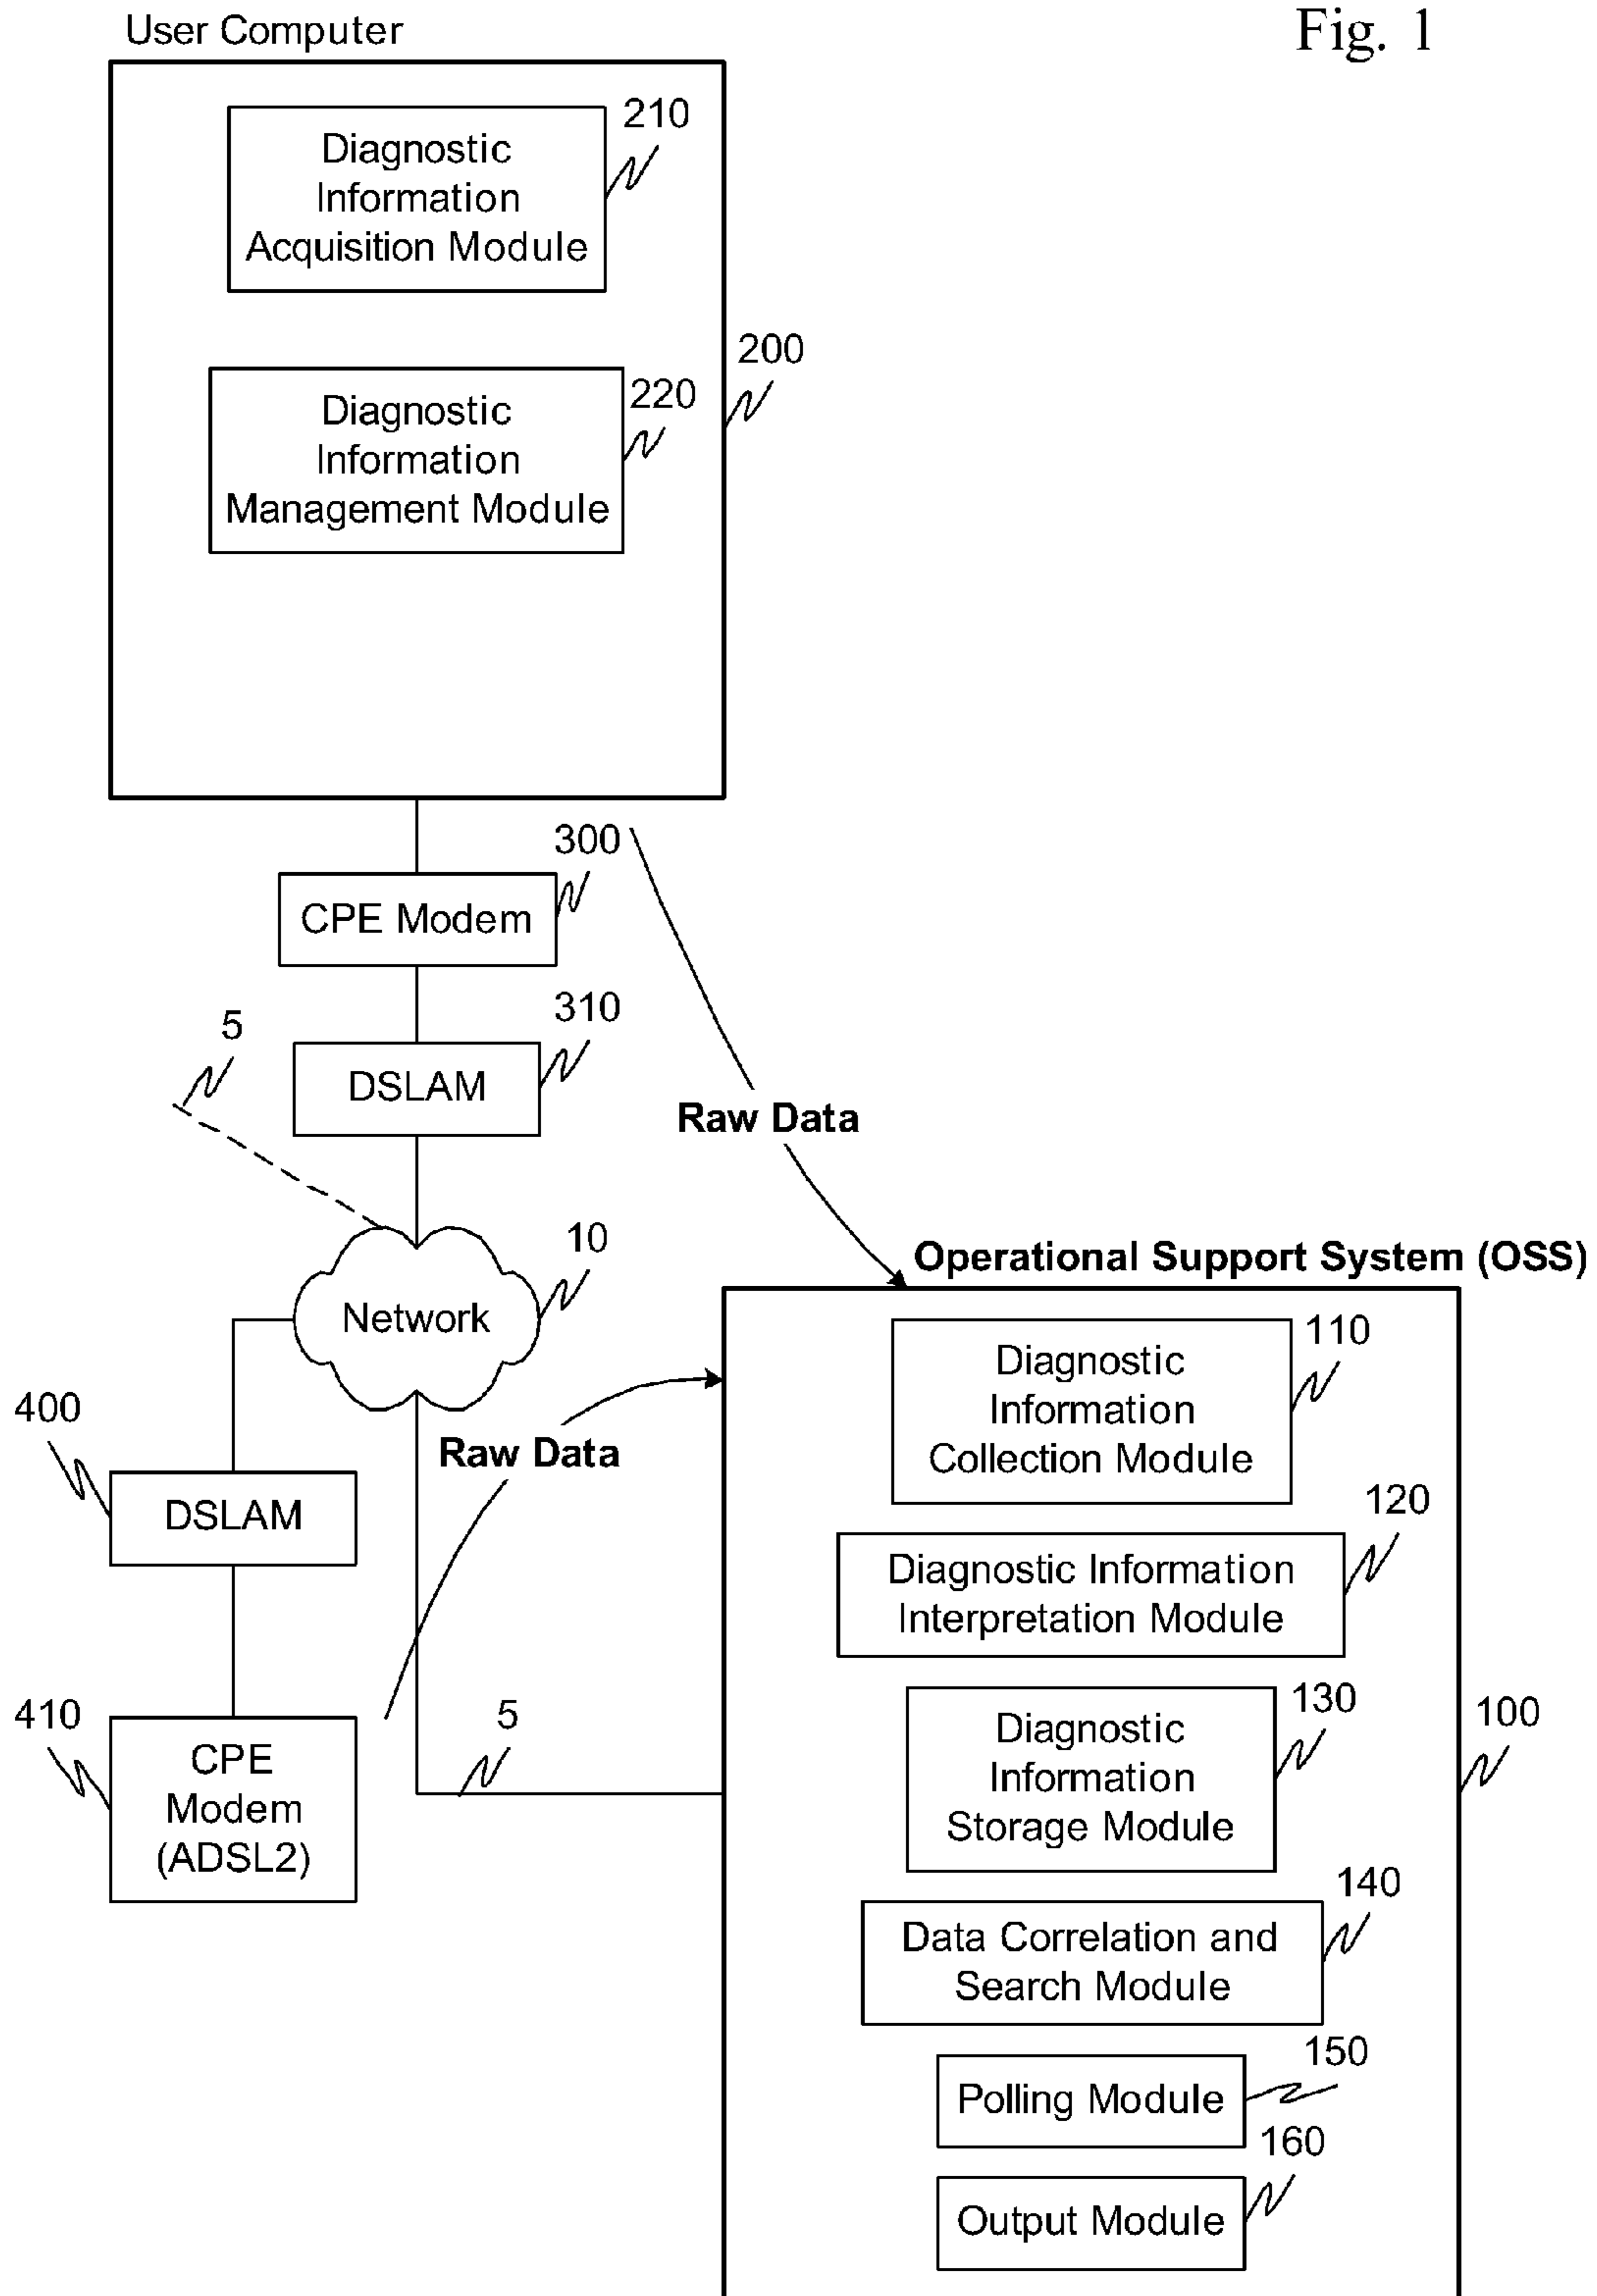 Fig. 1
User Computer
210
Diagnostic
Information
Acquisition Module
200
220
Diagnostic
Information
Management Module
300
CPE Modem
310
DSLAM
5
Raw Data
10
Network
Operational Support System (OSS)
110
Diagnostic
Information
Collection Module
400
DSLAM
Raw Data
120
Diagnostic Information
Interpretation Module
410
CPE
Modem
(ADSL2)
5
130
Diagnostic
Information
Storage Module
100
140
Data Correlation and
Search Module
150
Polling Module
160
Output Module